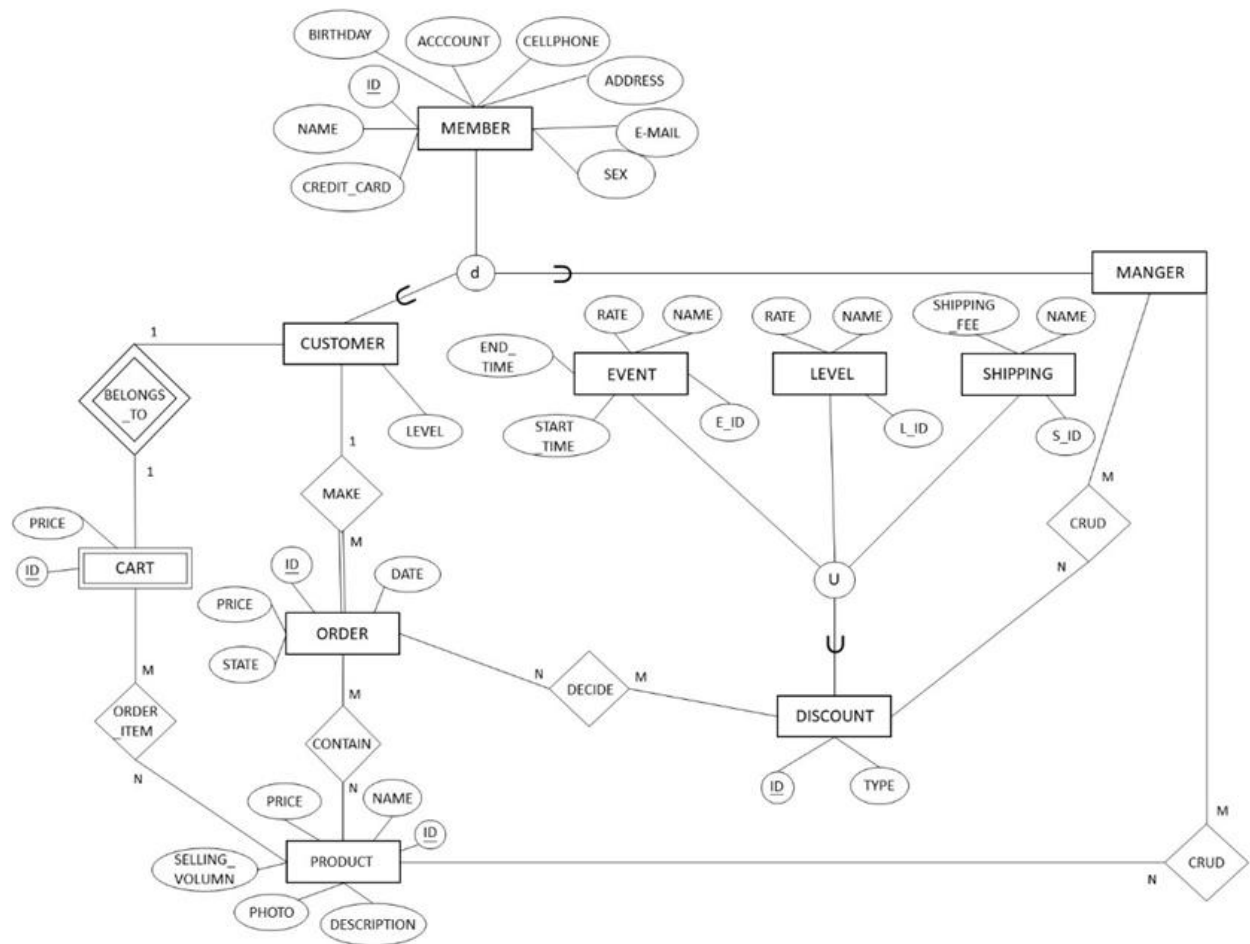 BIRTHDAY
ACCCOUNT
CELLPHONE
ID
ADDRESS
NAME
MEMBER
E-MAIL
CREDIT_CARD
SEX
d
MANGER
CUSTOMER
1
BELONGS
_TO
1
LEVEL
1
MAKE
M
END_
TIME
RATE
NAME
EVENT
START
_TIME
E_ID
RATE
NAME
LEVEL
L_ID
SHIPPING
_FEE
NAME
SHIPPING
S_ID
M
CRUD
N
U
U
U
U
PRICE
ID
CART
ID
DATE
PRICE
ORDER
STATE
M
ORDER
_ITEM
N
M
CONTAIN
N
N
DECIDE
M
DISCOUNT
ID
TYPE
PRICE
NAME
ID
SELLING_
VOLUMN
PRODUCT
PHOTO
DESCRIPTION
M
CRUD
N